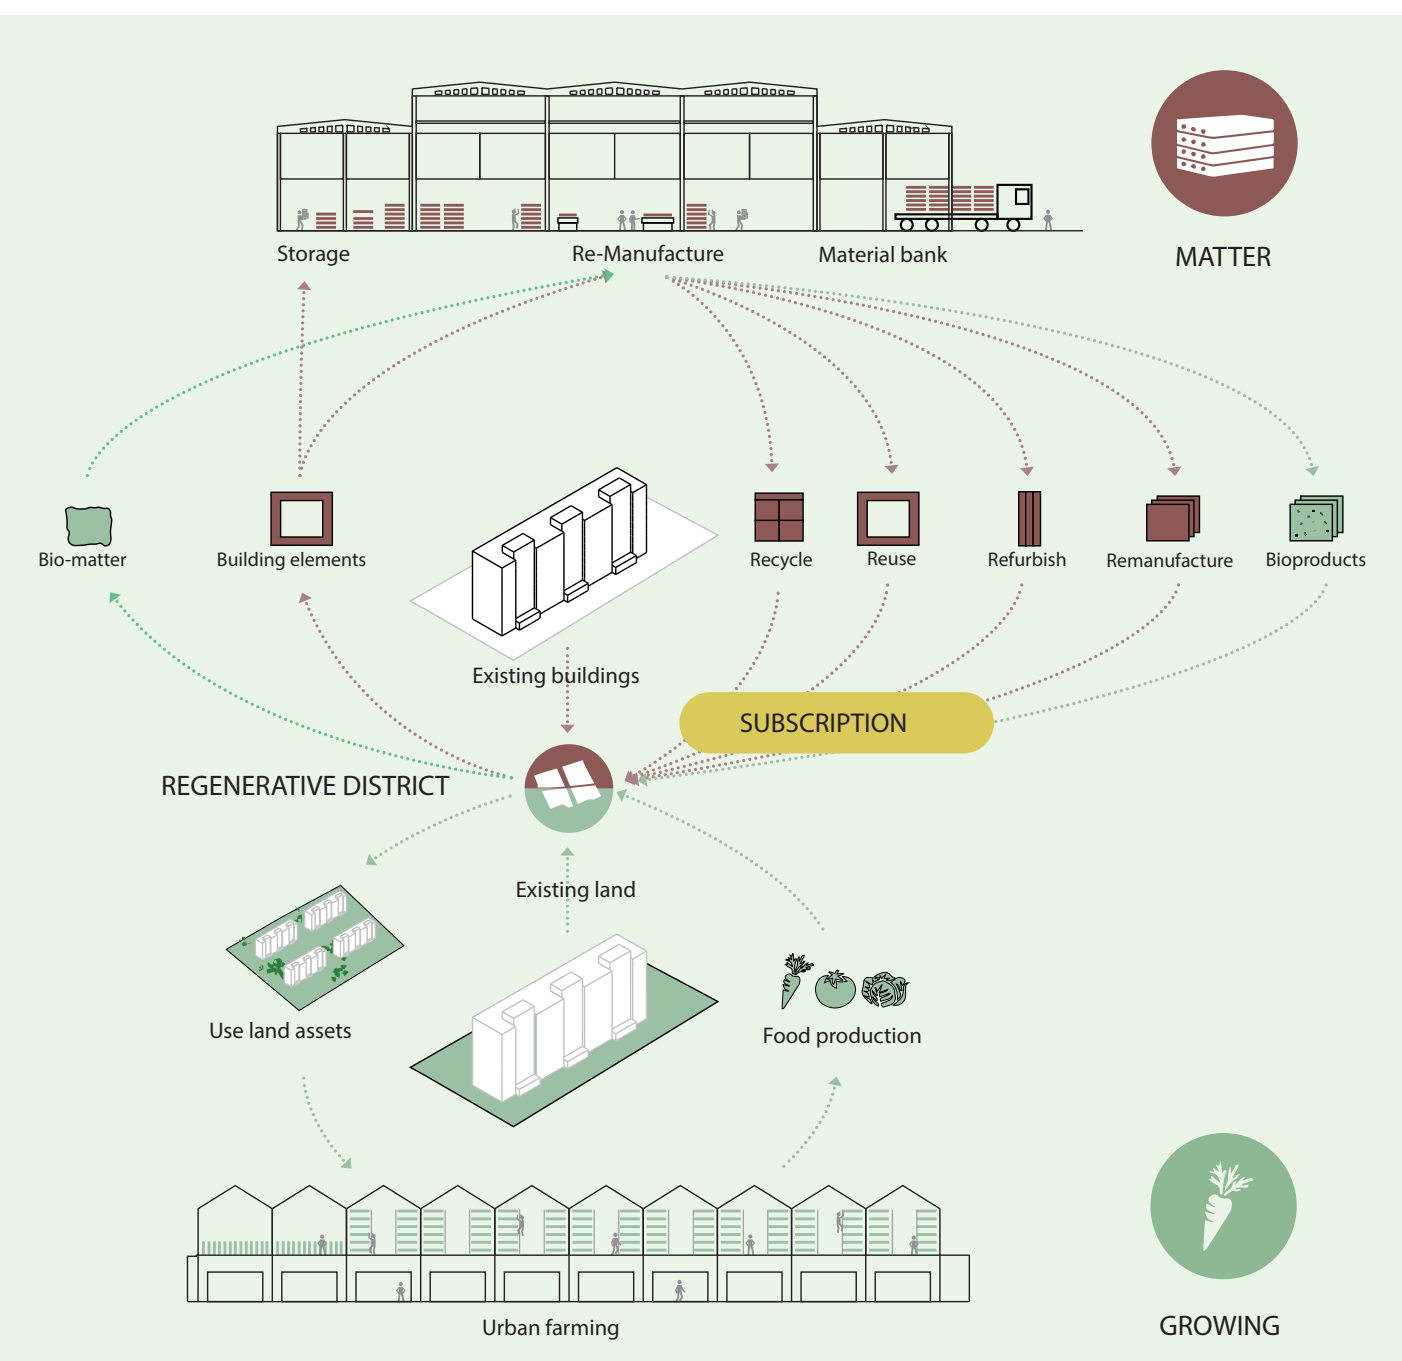 Storage
Re-Manufacture
Material bank
MATTER
Bio-matter
Building elements
Recycle
Reuse
Refurbish
Remanufacture
Bioproducts
Existing buildings
SUBSCRIPTION
REGENERATIVE DISTRICT
Existing land
Use land assets
Food production
Urban farming
GROWING